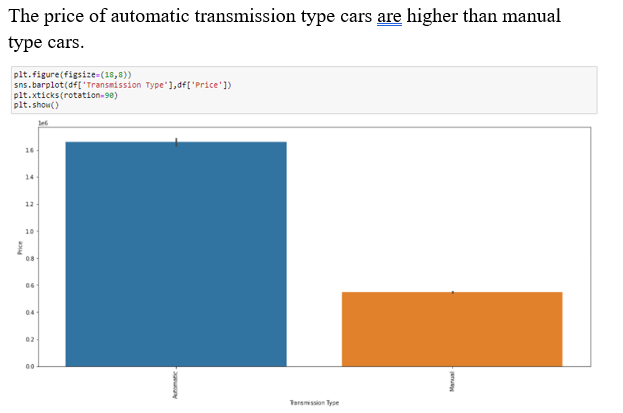 The price of automatic transmission type cars are higher than manual
type cars.
plt.figure(figsize=(18,8))
sns.barplot(df['Transmission Type'],df['Price'])
plt.xticks(rotation=90)
plt.show()
1e6
1.6
1.4
1.2
1.0
0.8
0.6
0.4
0.2
0.0
Price
Automatic
Manual
Transmission Type